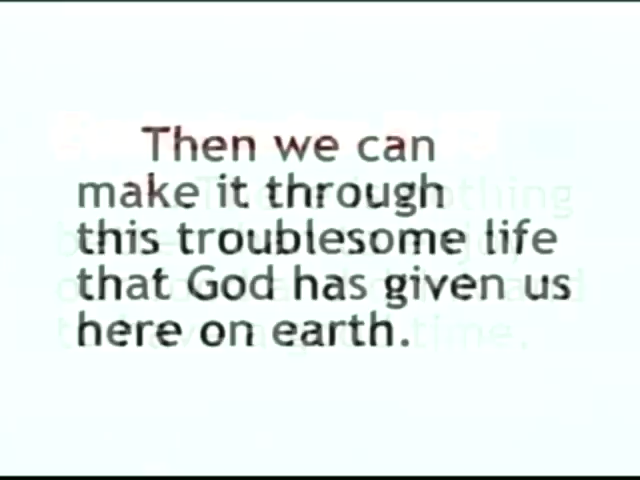 Then we can
make it through
this troublesome life
that God has given us
here on earth.